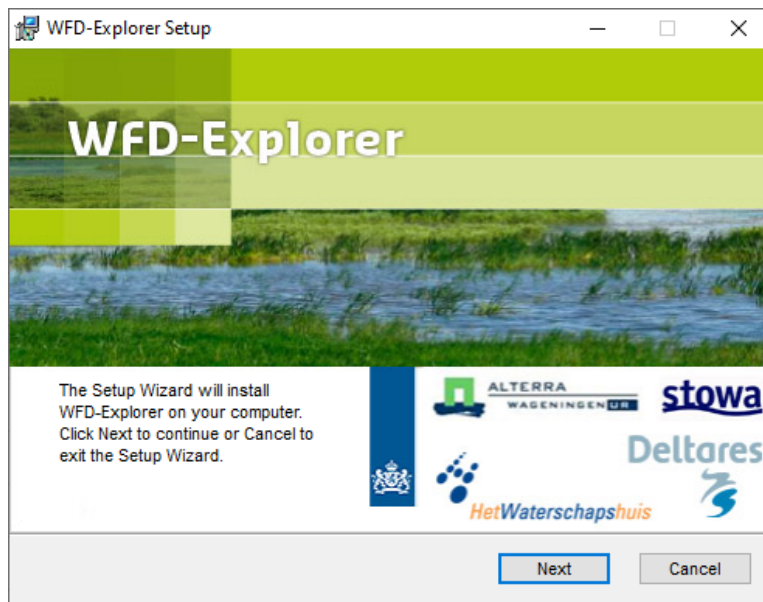 WFD-Explorer Setup
WFD-Explorer
The Setup Wizard will install
WFD-Explorer on your computer.
Click Next to continue or Cancel to
exit the Setup Wizard.
ALTERRA
WAGENINGEN UR
stowa
Deltares
HetWaterschapshuis
Next
Cancel